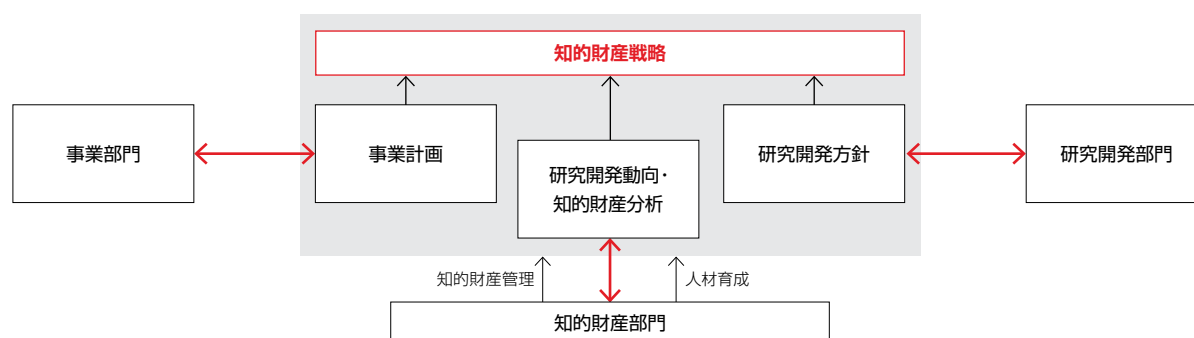 知的財産戦略
事業部門
事業計画
研究開発動向・
知的財産分析
研究開発方針
研究開発部門
知的財産管理
人材育成
知的財産部門